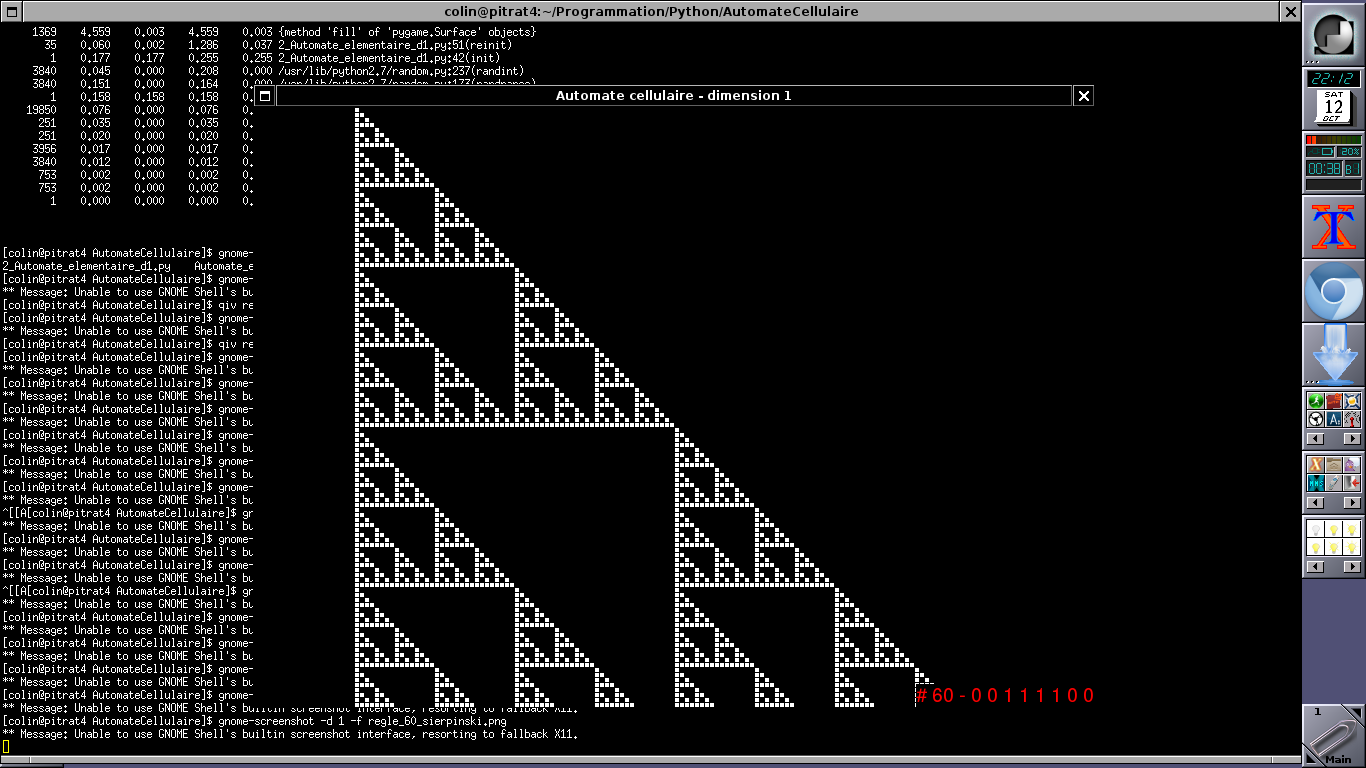 colin@pitrat4:~/Programmation/Python/AutomateCellulaire
1369 4.559 0.003 4.559 0.003 {method 'fill' of 'pygame.Surface' objects}
35 0.060 0.002 1.286 0.037 2_Automate_elementaire_d1.py:51(reinit)
1 0.177 0.177 0.255 0.255 2_Automate_elementaire_d1.py:42(init)
3840 0.045 0.000 0.208 0.000 /usr/lib/python2.7/random.py:237(randint)
3840 0.151 0.000 0.164 0.000 /usr/lib/python2.7/random.py:173(randrange)
1 0.158 0.158 0.158 0.
19850 0.076 0.000 0.076 0.
251 0.035 0.000 0.035 0.
251 0.020 0.000 0.020 0.
3956 0.017 0.000 0.017 0.
3840 0.012 0.000 0.012 0.
753 0.002 0.000 0.002 0.
753 0.002 0.000 0.002 0.
1 0.000 0.000 0.000 0.
[colin@pitrat4 AutomateCellulaire]$ gnome-
2_Automate_elementaire_d1.py Automate_e
[colin@pitrat4 AutomateCellulaire]$ gnome-
** Message: Unable to use GNOME Shell's bu
[colin@pitrat4 AutomateCellulaire]$ qiv re
[colin@pitrat4 AutomateCellulaire]$ gnome-
** Message: Unable to use GNOME Shell's bu
[colin@pitrat4 AutomateCellulaire]$ qiv re
[colin@pitrat4 AutomateCellulaire]$ gnome-
** Message: Unable to use GNOME Shell's bu
[colin@pitrat4 AutomateCellulaire]$ gnome-
** Message: Unable to use GNOME Shell's bu
[colin@pitrat4 AutomateCellulaire]$ gnome-
** Message: Unable to use GNOME Shell's bu
[colin@pitrat4 AutomateCellulaire]$ gnome-
** Message: Unable to use GNOME Shell's bu
[colin@pitrat4 AutomateCellulaire]$ gnome-
** Message: Unable to use GNOME Shell's bu
[colin@pitrat4 AutomateCellulaire]$ gnome-
** Message: Unable to use GNOME Shell's bu
^[[A[colin@pitrat4 AutomateCellulaire]$ gn
** Message: Unable to use GNOME Shell's bu
[colin@pitrat4 AutomateCellulaire]$ gnome-
** Message: Unable to use GNOME Shell's bu
[colin@pitrat4 AutomateCellulaire]$ gnome-
** Message: Unable to use GNOME Shell's bu
^[[A[colin@pitrat4 AutomateCellulaire]$ gn
** Message: Unable to use GNOME Shell's bu
[colin@pitrat4 AutomateCellulaire]$ gnome-
** Message: Unable to use GNOME Shell's bu
[colin@pitrat4 AutomateCellulaire]$ gnome-
** Message: Unable to use GNOME Shell's bu
[colin@pitrat4 AutomateCellulaire]$ gnome-
** Message: Unable to use GNOME Shell's bu
[colin@pitrat4 AutomateCellulaire]$ gnome-
** Message: Unable to use GNOME Shell's builtin screenshot interface, resorting to fallback X11.
[colin@pitrat4 AutomateCellulaire]$ gnome-screenshot -d 1 -f regle_60_sierpinski.png
** Message: Unable to use GNOME Shell's builtin screenshot interface, resorting to fallback X11.
Automate cellulaire - dimension 1
# 60 - 0 0 1 1 1 1 0 0
22:12
SAT
12
OCT
20%
00:38
1
Main